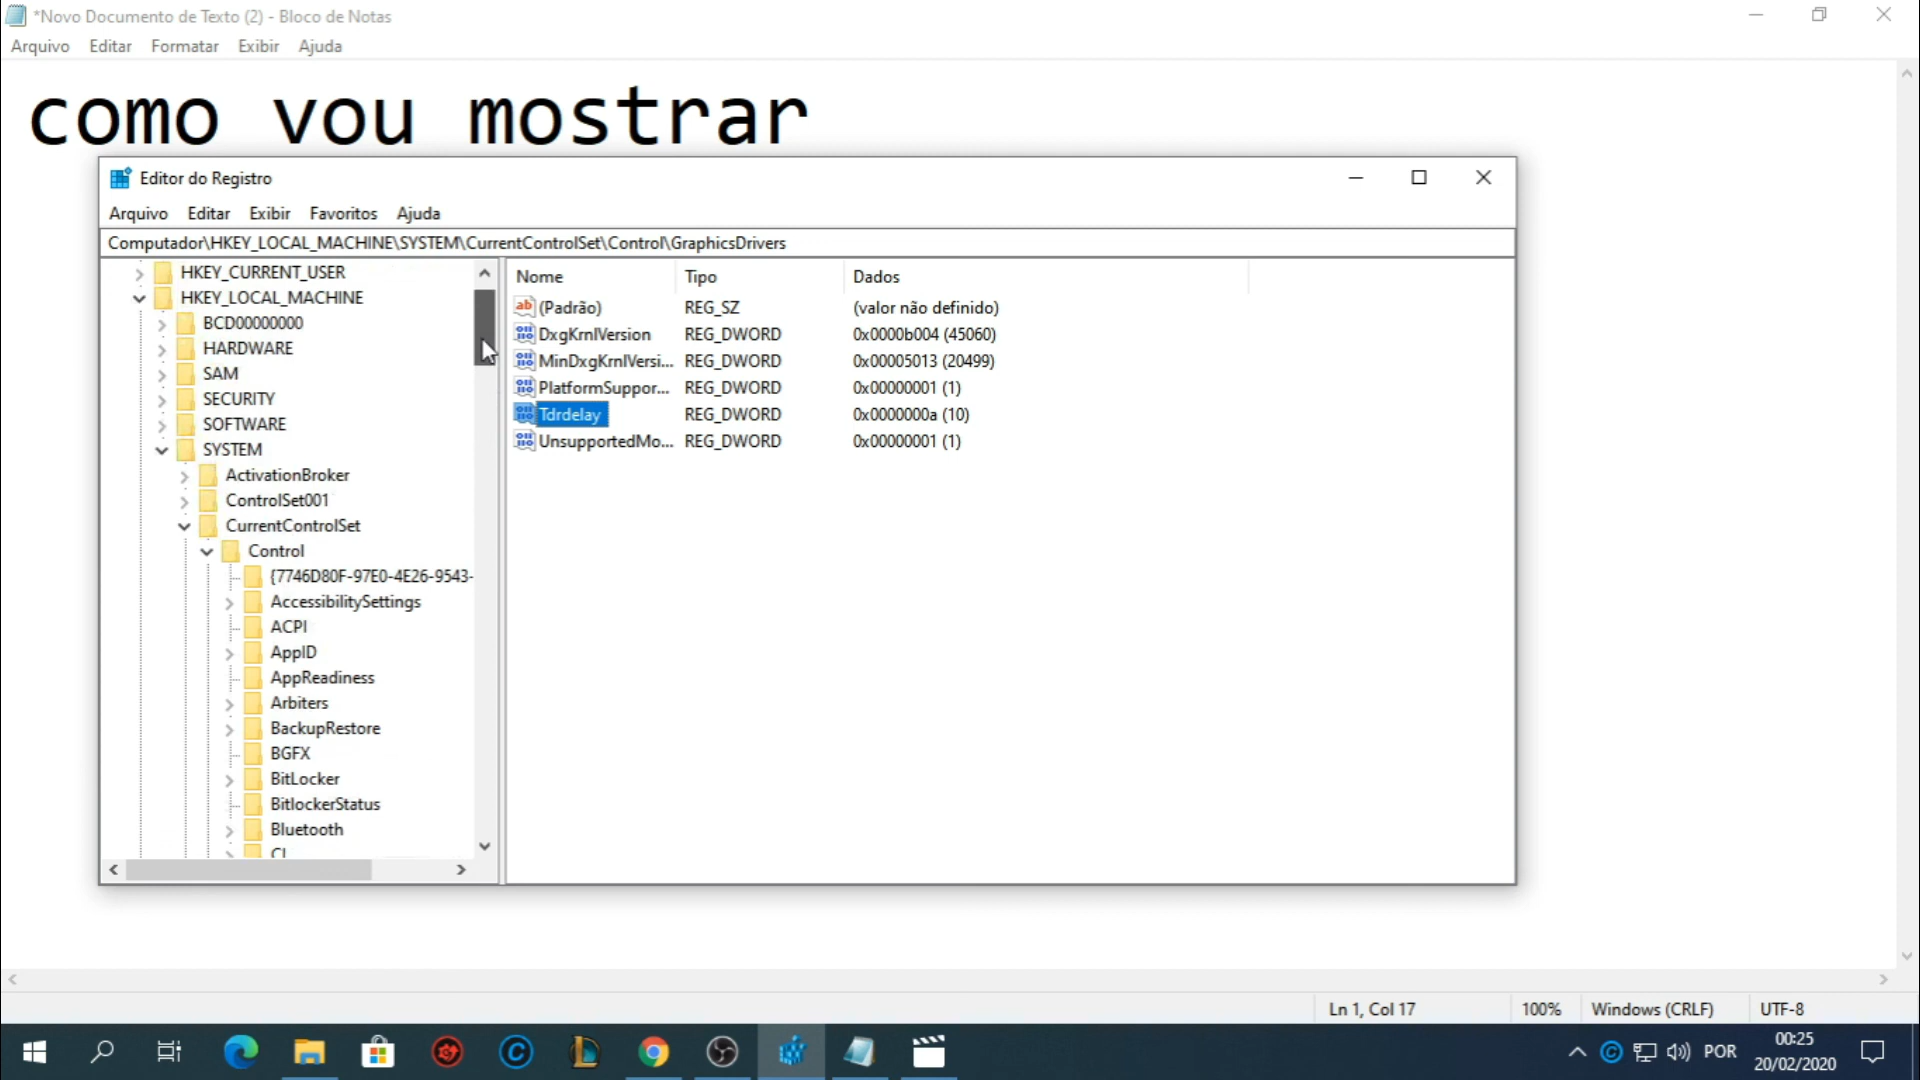 *Novo Documento de Texto (2) - Bloco de Notas
Arquivo Editar Formatar Exibir Ajuda
como vou mostrar
Editor do Registro
Arquivo Editar Exibir Favoritos Ajuda
Computador\HKEY_LOCAL_MACHINE\SYSTEM\CurrentControlSet\Control\GraphicsDrivers
HKEY_CURRENT_USER
HKEY_LOCAL_MACHINE
BCD00000000
HARDWARE
SAM
SECURITY
SOFTWARE
SYSTEM
ActivationBroker
ControlSet001
CurrentControlSet
Control
{7746D80F-97E0-4E26-9543-
AccessibilitySettings
ACPI
AppID
AppReadiness
Arbiters
BackupRestore
BGFX
BitLocker
BitlockerStatus
Bluetooth
CI
Nome Tipo Dados
(Padrão) REG_SZ (valor não definido)
DxgKrnlVersion REG_DWORD 0x0000b004 (45060)
MinDxgKrnlVersi... REG_DWORD 0x00005013 (20499)
PlatformSuppor... REG_DWORD 0x00000001 (1)
Tdrdelay REG_DWORD 0x0000000a (10)
UnsupportedMo... REG_DWORD 0x00000001 (1)
Ln 1, Col 17 100% Windows (CRLF) UTF-8
POR 00:25
20/02/2020